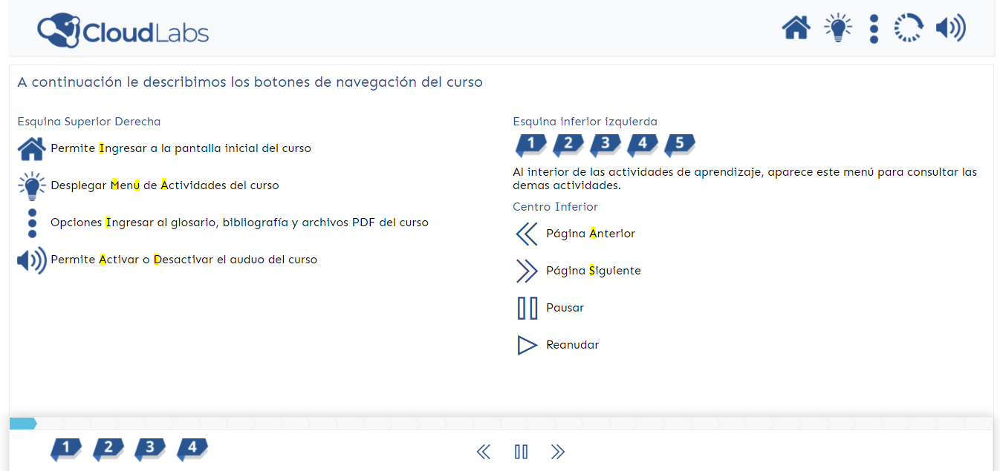 CloudLabs
A continuación le describimos los botones de navegación del curso
Esquina Superior Derecha
Permite Ingresar a la pantalla inicial del curso
Desplegar Menu de Actividades del curso
Opciones Ingresar al glosario, bibliografía y archivos PDF del curso
Permite Activar o Desactivar el auduo del curso
Esquina inferior izquierda
1 2 3 4 5
Al interior de las actividades de aprendizaje, aparece este menú para consultar las
demas actividades.
Centro Inferior
Página Anterior
Página Siguiente
Pausar
Reanudar
1 2 3 4